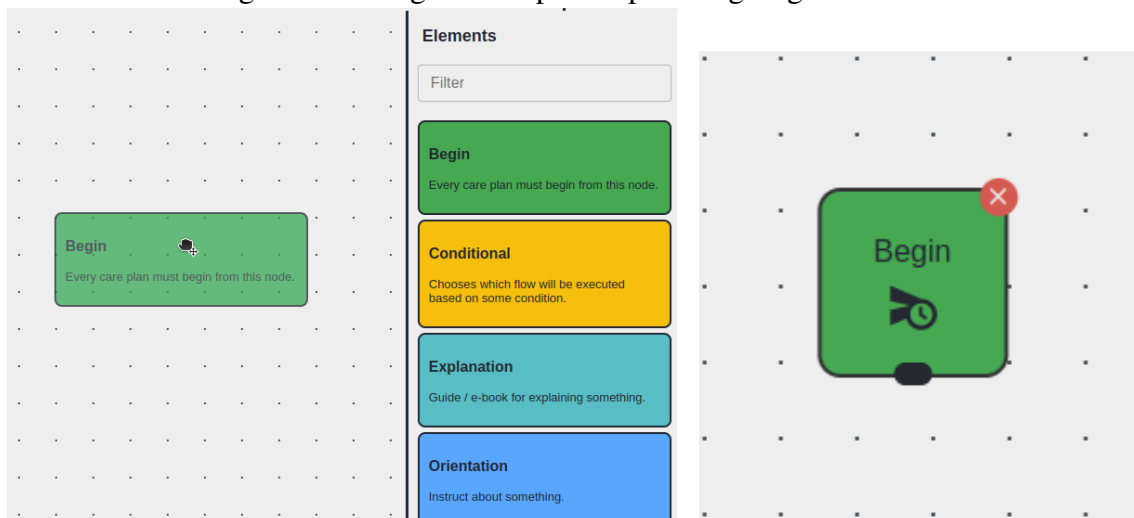 Elements
Filter
Begin
Every care plan must begin from this node.
Conditional
Chooses which flow will be executed
based on some condition.
Explanation
Guide / e-book for explaining something.
Orientation
Instruct about something.
Begin
Every care plan must begin from this node.
Begin